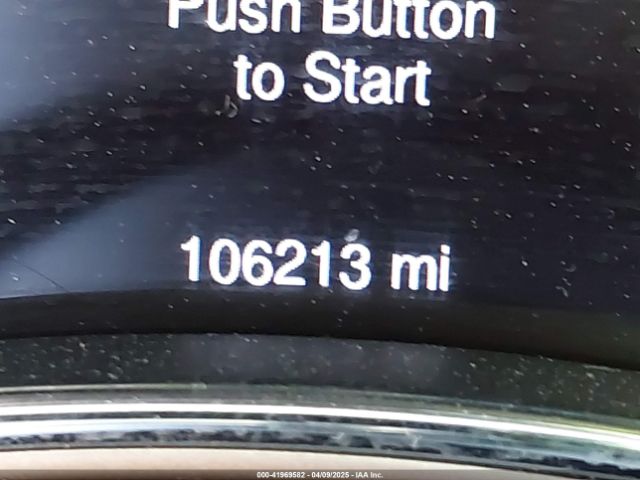 Push Button
to Start
106213 mi
000-41969582 - 04/09/2025 - IAA Inc.